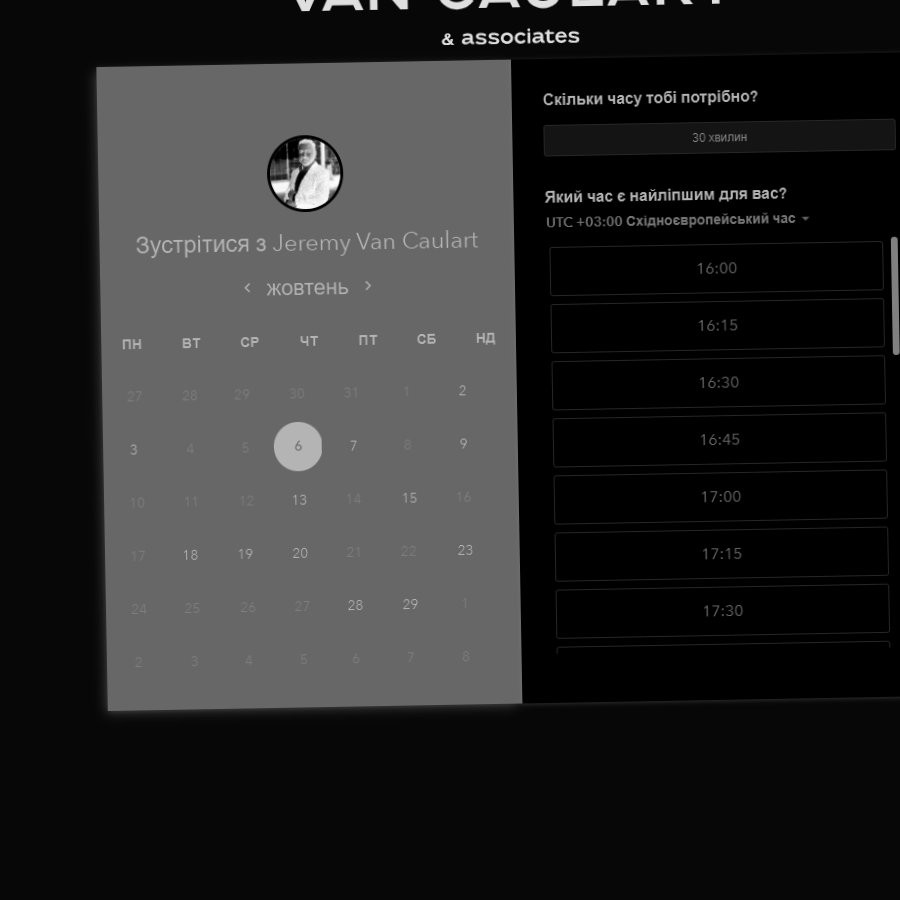 VAN CAULART
& associates
Зустрітися з Jeremy Van Caulart
жовтень
ПН ВТ СР ЧТ ПТ СБ НД
27 28 29 30 31 1 2
3 4 5 6 7 8 9
10 11 12 13 14 15 16
17 18 19 20 21 22 23
24 25 26 27 28 29 1
2 3 4 5 6 7 8
Скільки часу тобі потрібно?
30 хвилин
Який час є найліпшим для вас?
UTC +03:00 Східноєвропейський час
16:00
16:15
16:30
16:45
17:00
17:15
17:30